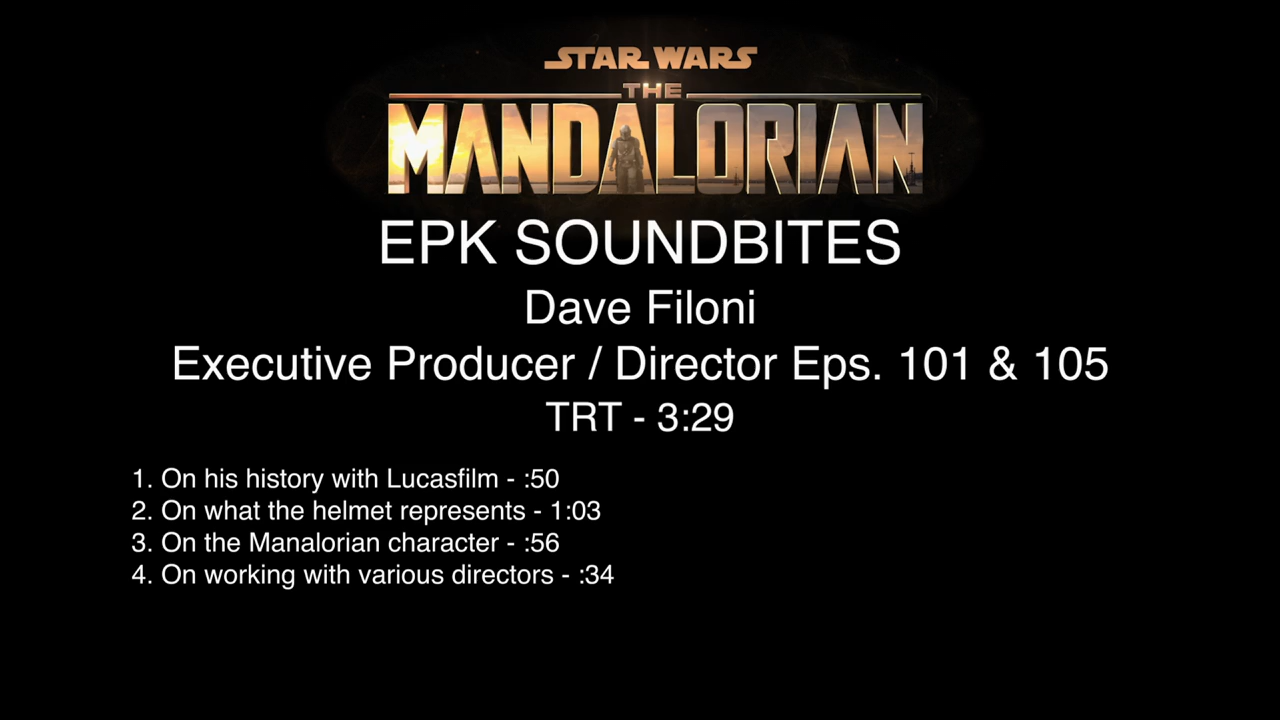 STAR WARS
THE
MANDALORIAN
EPK SOUNDBITES
Dave Filoni
Executive Producer / Director Eps. 101 & 105
TRT - 3:29
1. On his history with Lucasfilm - :50
2. On what the helmet represents - 1:03
3. On the Manalorian character - :56
4. On working with various directors - :34